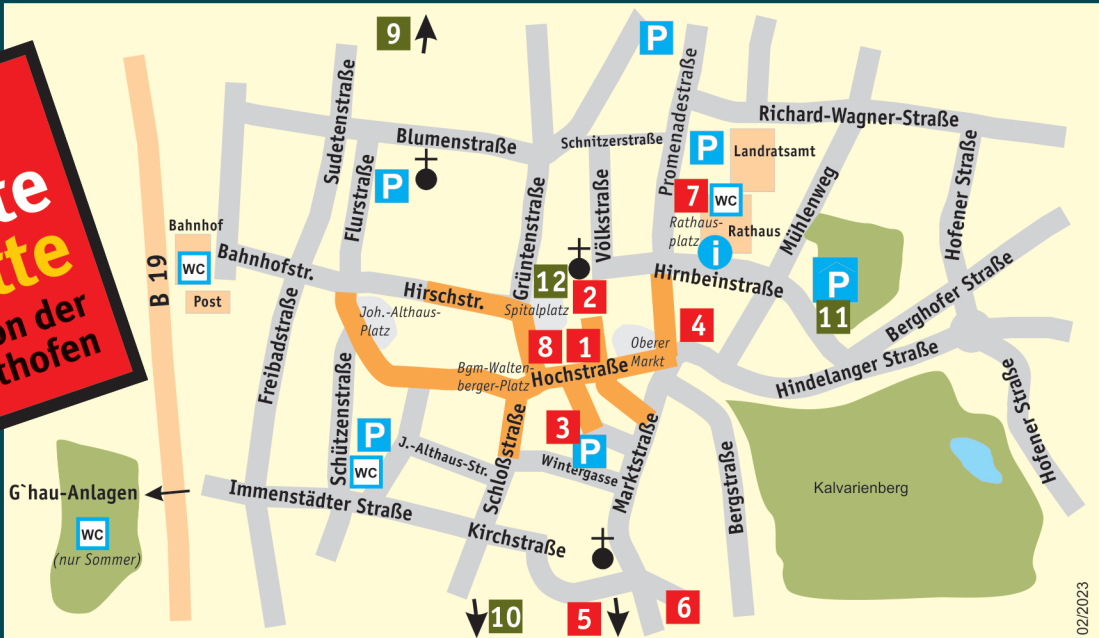 9
P
Richard-Wagner-Straße
Promenadestraße
Sudetenstraße
Blumenstraße
Schnitzerstraße
P
Landratsamt
Hofener Straße
Flurstraße
P
Völkstraße
7
WC
Mühlenweg
Grüntenstraße
Rathaus-
platz
Rathaus
i
Bahnhof
WC
Post
Bahnhofstr.
B 19
Hirschstr.
12
2
Spitalplatz
Hirnbeinstraße
P
11
Berghofer Straße
te
tte
on der
thofen
Joh.-Althaus-
Platz
4
8
1
Oberer
Markt
Freibadstraße
Bgm-Walten-
berger-Platz
Hochstraße
Hindelanger Straße
Schützenstraße
P
WC
J.-Althaus-Str.
Schloßstraße
3
P
Wintergasse
Marktstraße
Bergstraße
Hofener Straße
Kalvarienberg
G`hau-Anlagen
WC
(nur Sommer)
Immenstädter Straße
Kirchstraße
10
5
6
02/2023